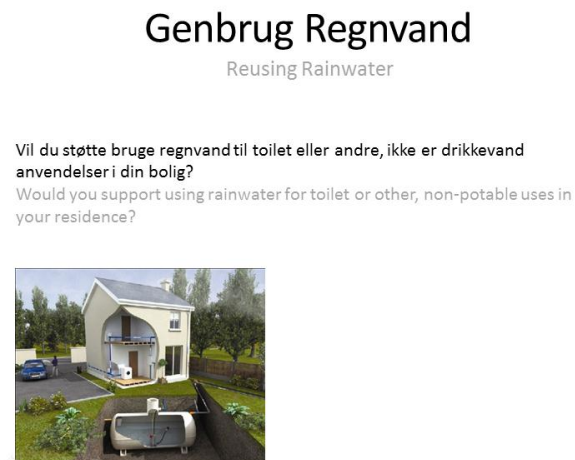 Genbrug Regnvand
Reusing Rainwater
Vil du støtte bruge regnvand til toilet eller andre, ikke er drikkevand
anvendelser i din bolig?
Would you support using rainwater for toilet or other, non-potable uses in
your residence?